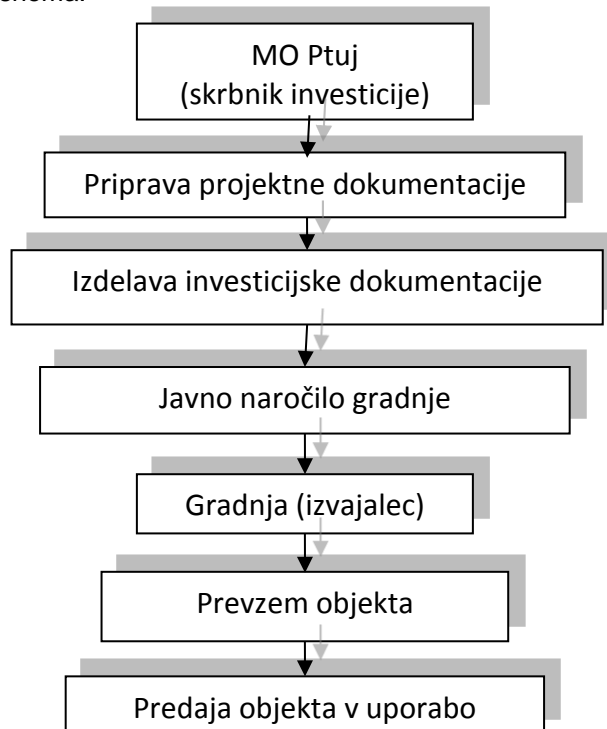 MO Ptuj
(skrbnik investicije)
Priprava projektne dokumentacije
Izdelava investicijske dokumentacije
Javno naročilo gradnje
Gradnja (izvajalec)
Prevzem objekta
Predaja objekta v uporabo